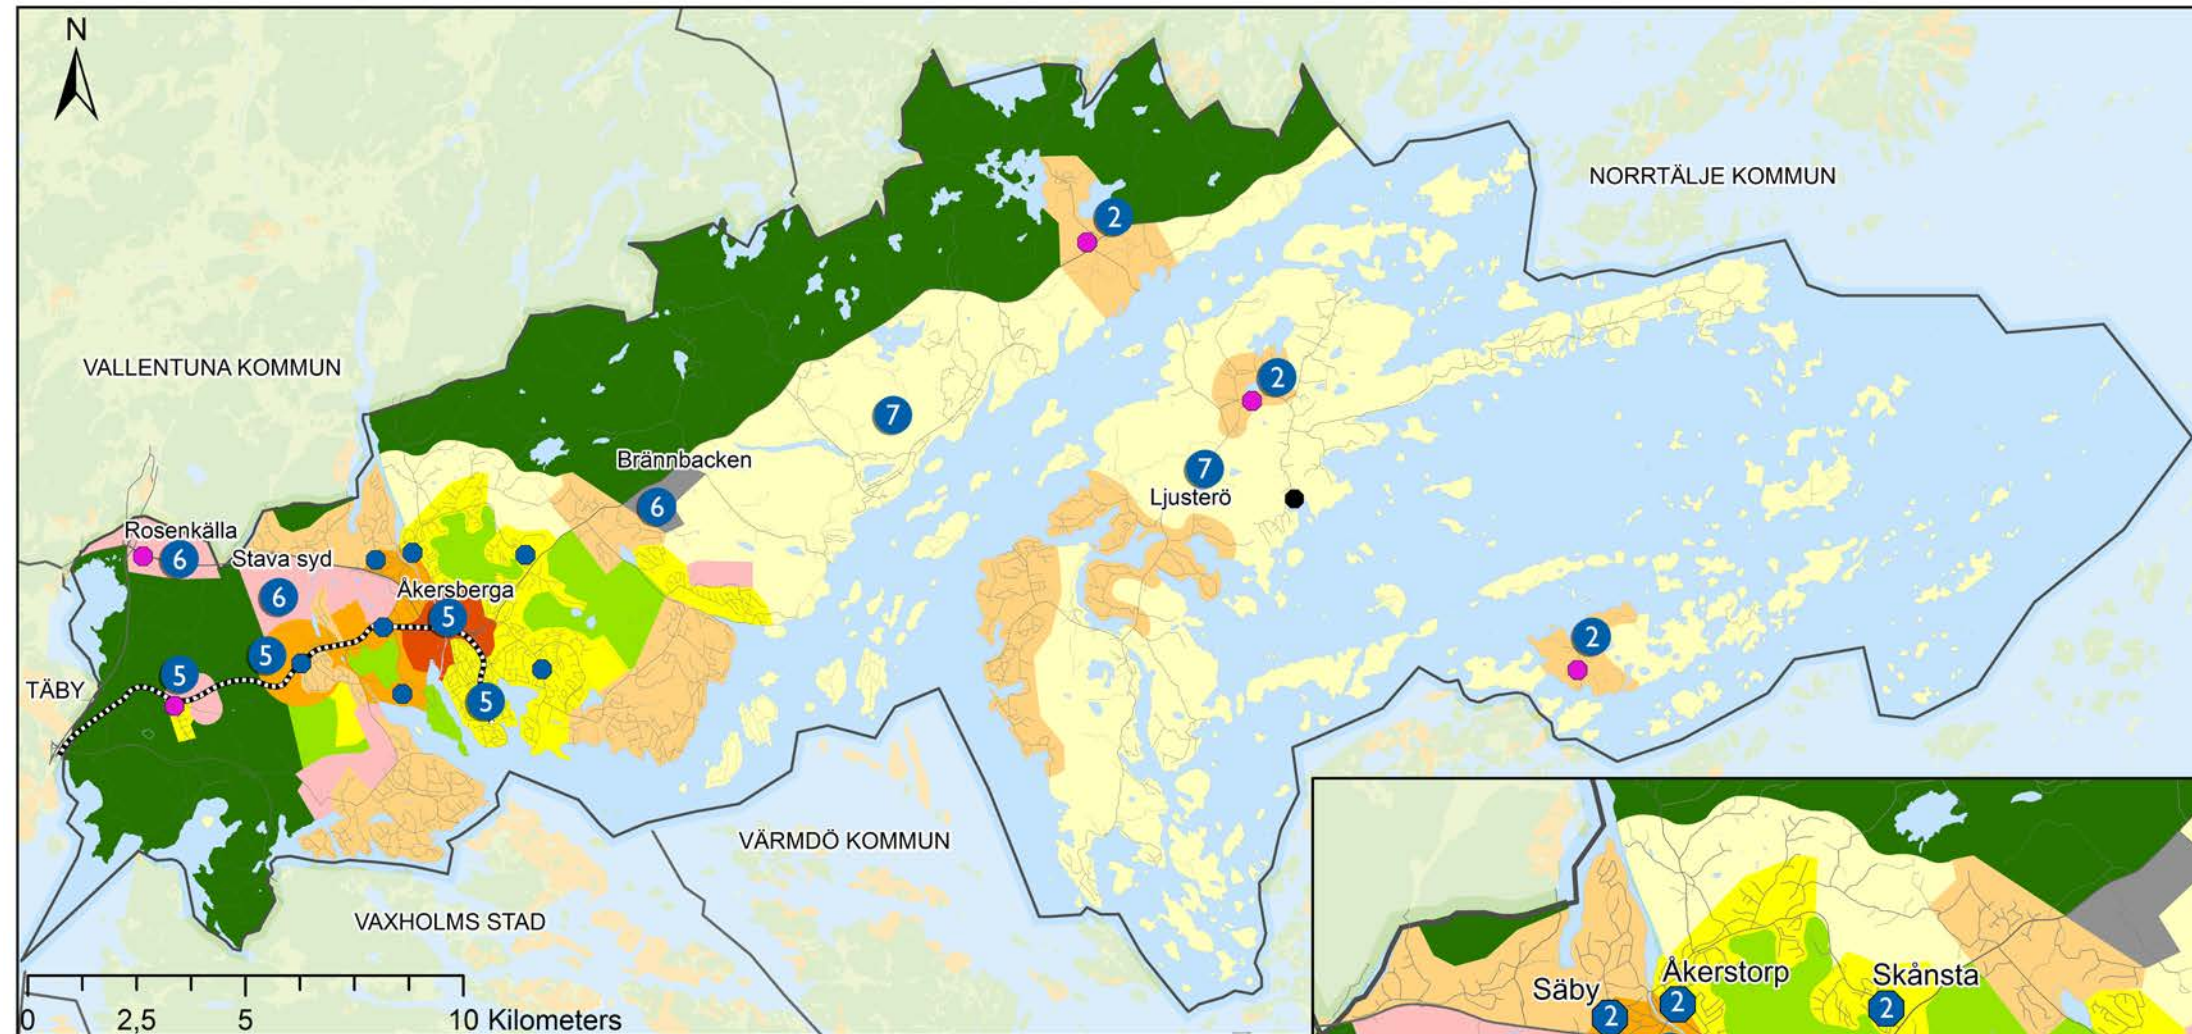 N
NORRTÄLJE KOMMUN
2
VALLENTUNA KOMMUN
2
7
Brännbacken
7
Ljusterö
6
Rosenkälla
6
Stava syd
6
Åkersberga
5
2
5
5
TÄBY
5
VÄRMDÖ KOMMUN
VAXHOLMS STAD
Säby
Åkerstorp
Skånsta
2
2
2
0 2,5 5 10 Kilometers